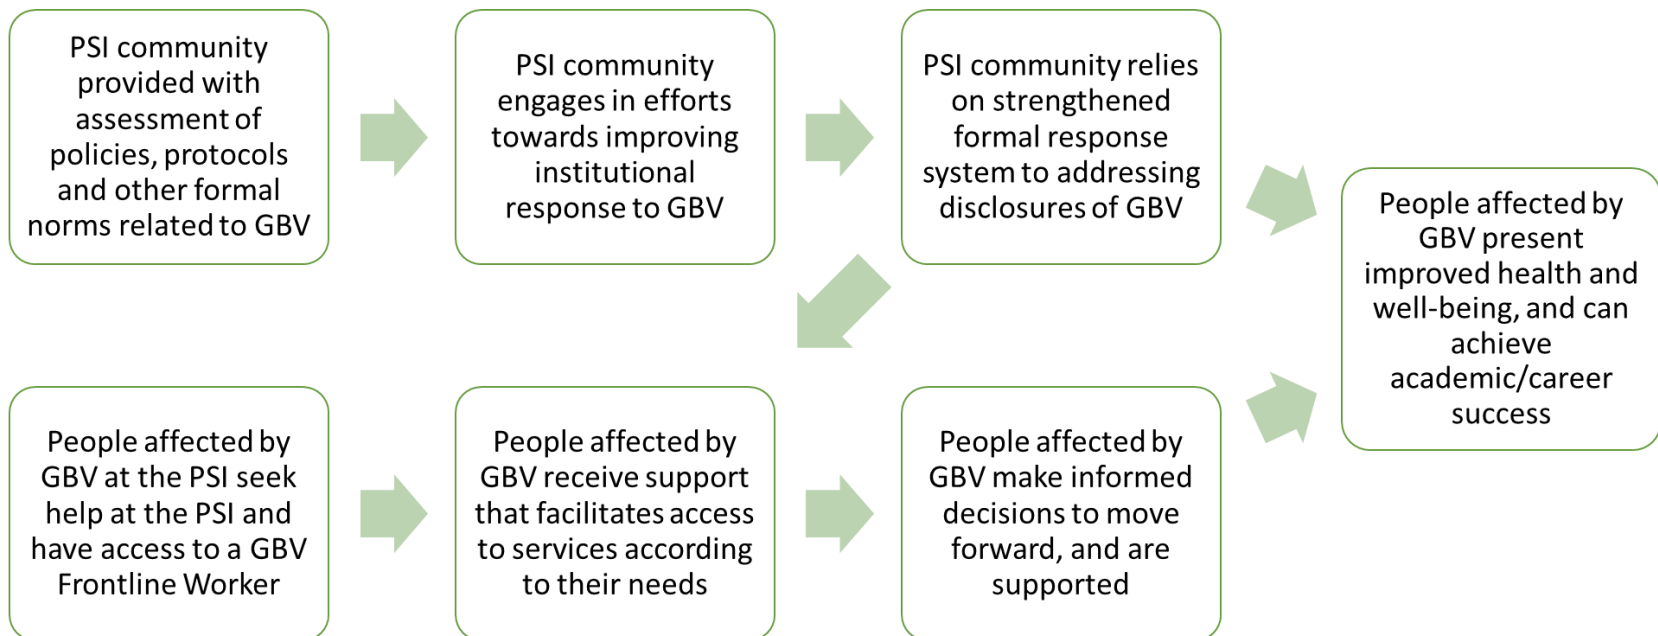 PSI community
provided with
assessment of
policies, protocols
and other formal
norms related to GBV
PSI community
engages in efforts
towards improving
institutional
response to GBV
PSI community relies
on strengthened
formal response
system to addressing
disclosures of GBV
People affected by
GBV present
improved health and
well-being, and can
achieve
academic/career
success
People affected by
GBV at the PSI seek
help at the PSI and
have access to a GBV
Frontline Worker
People affected by
GBV receive support
that facilitates access
to services according
to their needs
People affected by
GBV make informed
decisions to move
forward, and are
supported